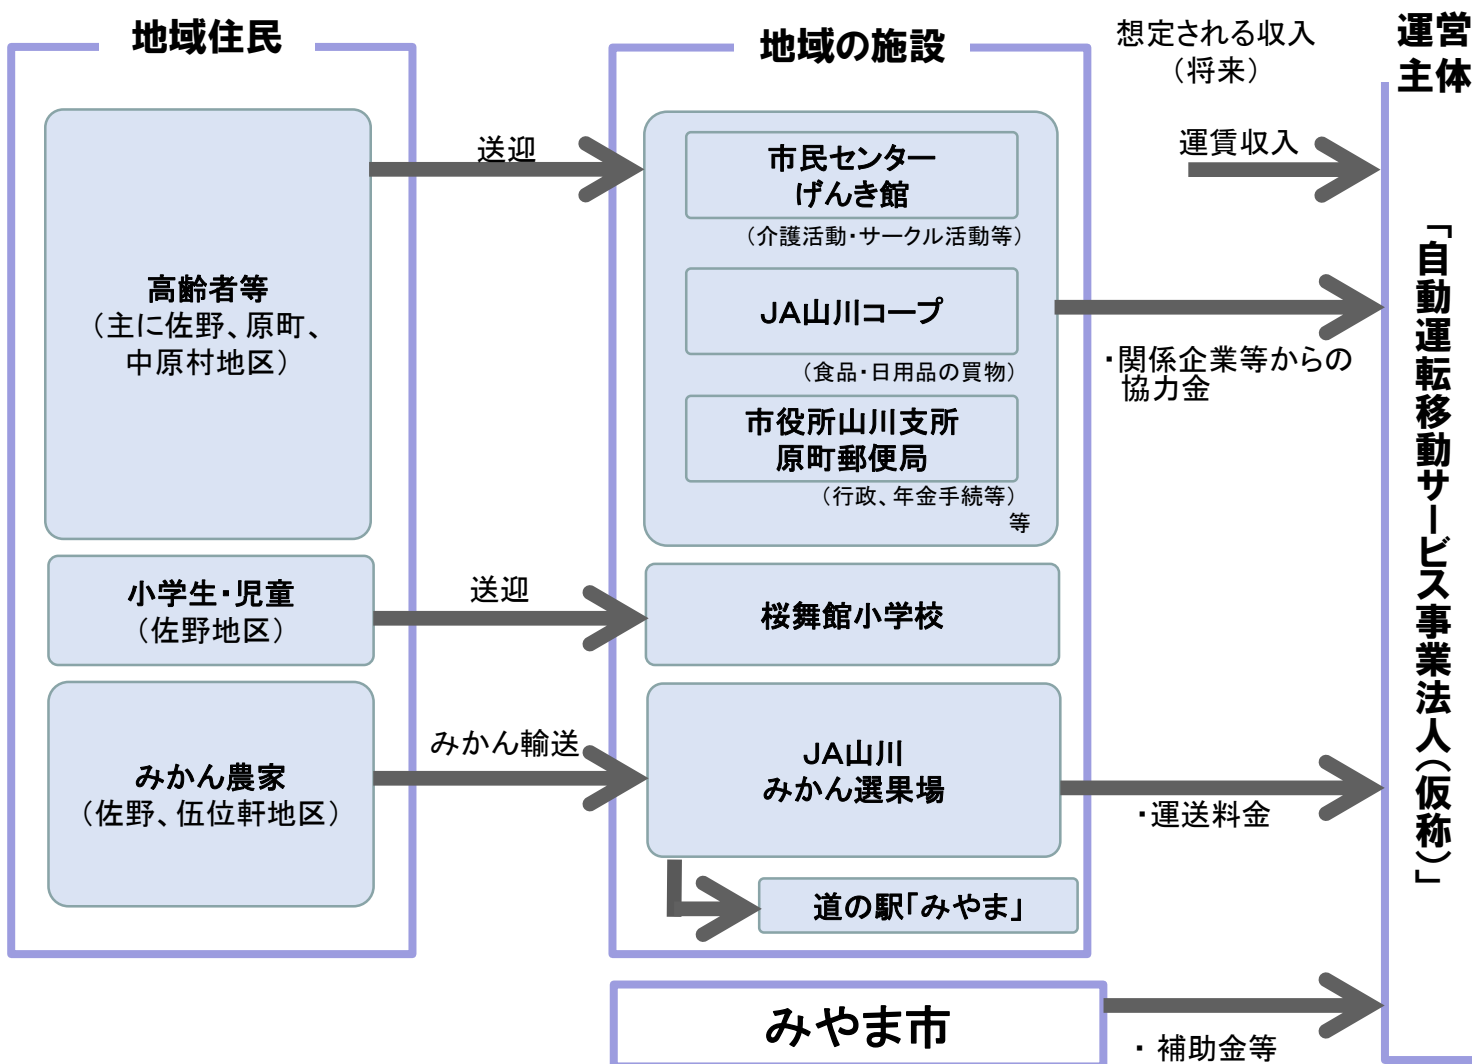 地域住民
高齢者等
（主に佐野、原町、
中原村地区）
小学生・児童
（佐野地区）
みかん農家
（佐野、伍位軒地区）
送迎
送迎
みかん輸送
地域の施設
市民センター
げんき館
（介護活動・サークル活動等）
JA山川コープ
（食品・日用品の買物）
市役所山川支所
原町郵便局
（行政、年金手続等）
等
桜舞館小学校
JA山川
みかん選果場
道の駅「みやま」
みやま市
想定される収入
（将来）
運賃収入
・関係企業等からの
協力金
・運送料金
・補助金等
運営
主体
「自動運転移動サービス事業法人（仮称）」